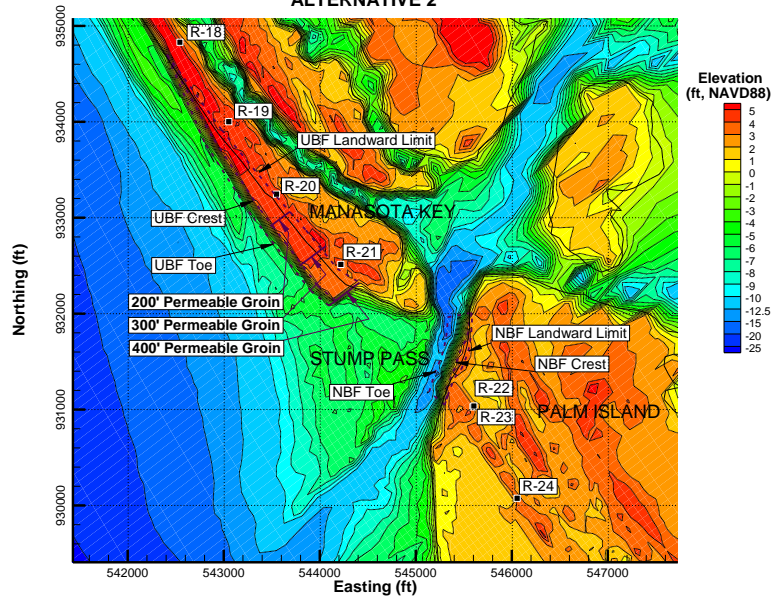 ALTERNATIVE 2
935000
934000
933000
932000
931000
930000
Northing (ft)
R-18
R-19
UBF Landward Limit
R-20
MANASOTA KEY
UBF Crest
R-21
UBF Toe
200' Permeable Groin
300' Permeable Groin
400' Permeable Groin
NBF Landward Limit
STUMP PASS
NBF Crest
NBF Toe
R-22
R-23
PALM ISLAND
R-24
542000 543000 544000 545000 546000 547000
Easting (ft)
Elevation
(ft, NAVD88)
5
4
3
2
1
0
-1
-2
-3
-4
-5
-6
-7
-8
-9
-10
-12.5
-15
-20
-25